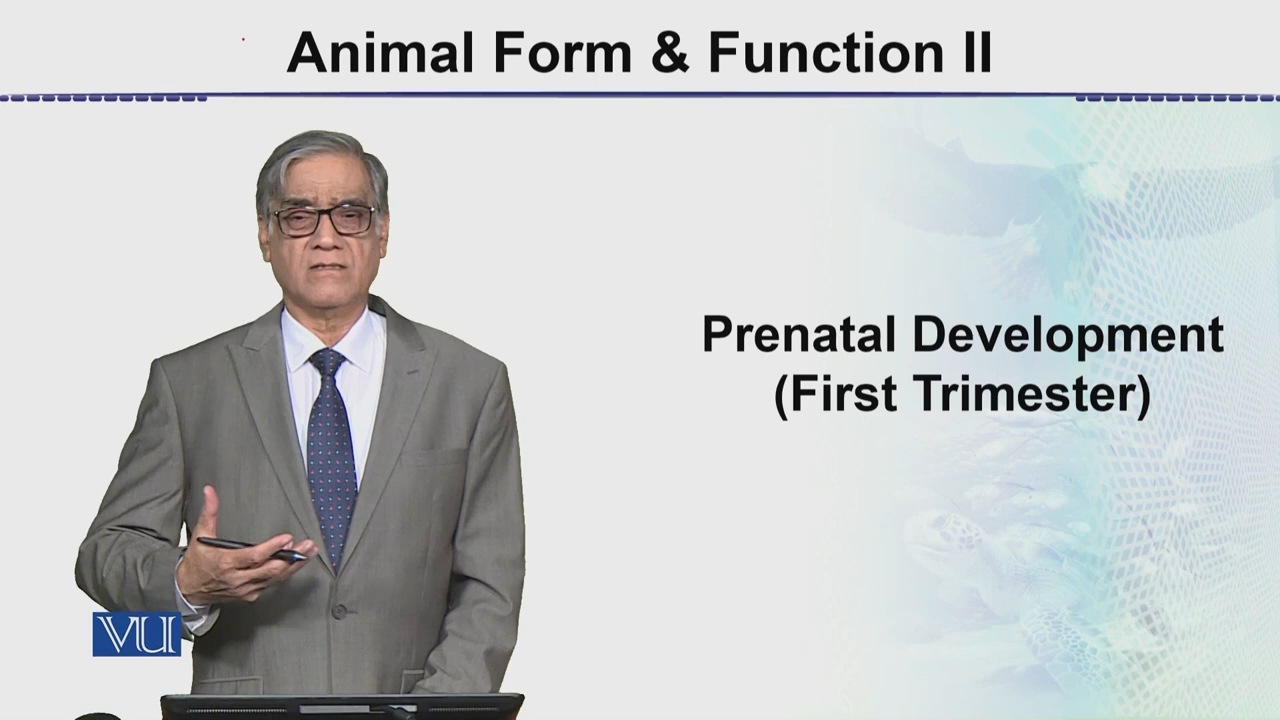 Animal Form & Function II
Prenatal Development
(First Trimester)
VU